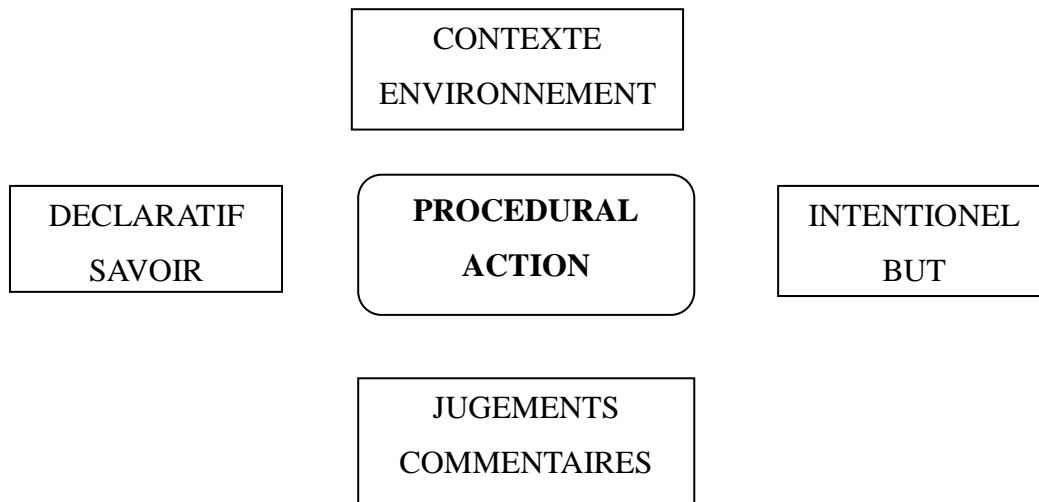 CONTEXTE
ENVIRONNEMENT
DECLARATIF
SAVOIR
PROCEDURAL
ACTION
INTENTIONEL
BUT
JUGEMENTS
COMMENTAIRES